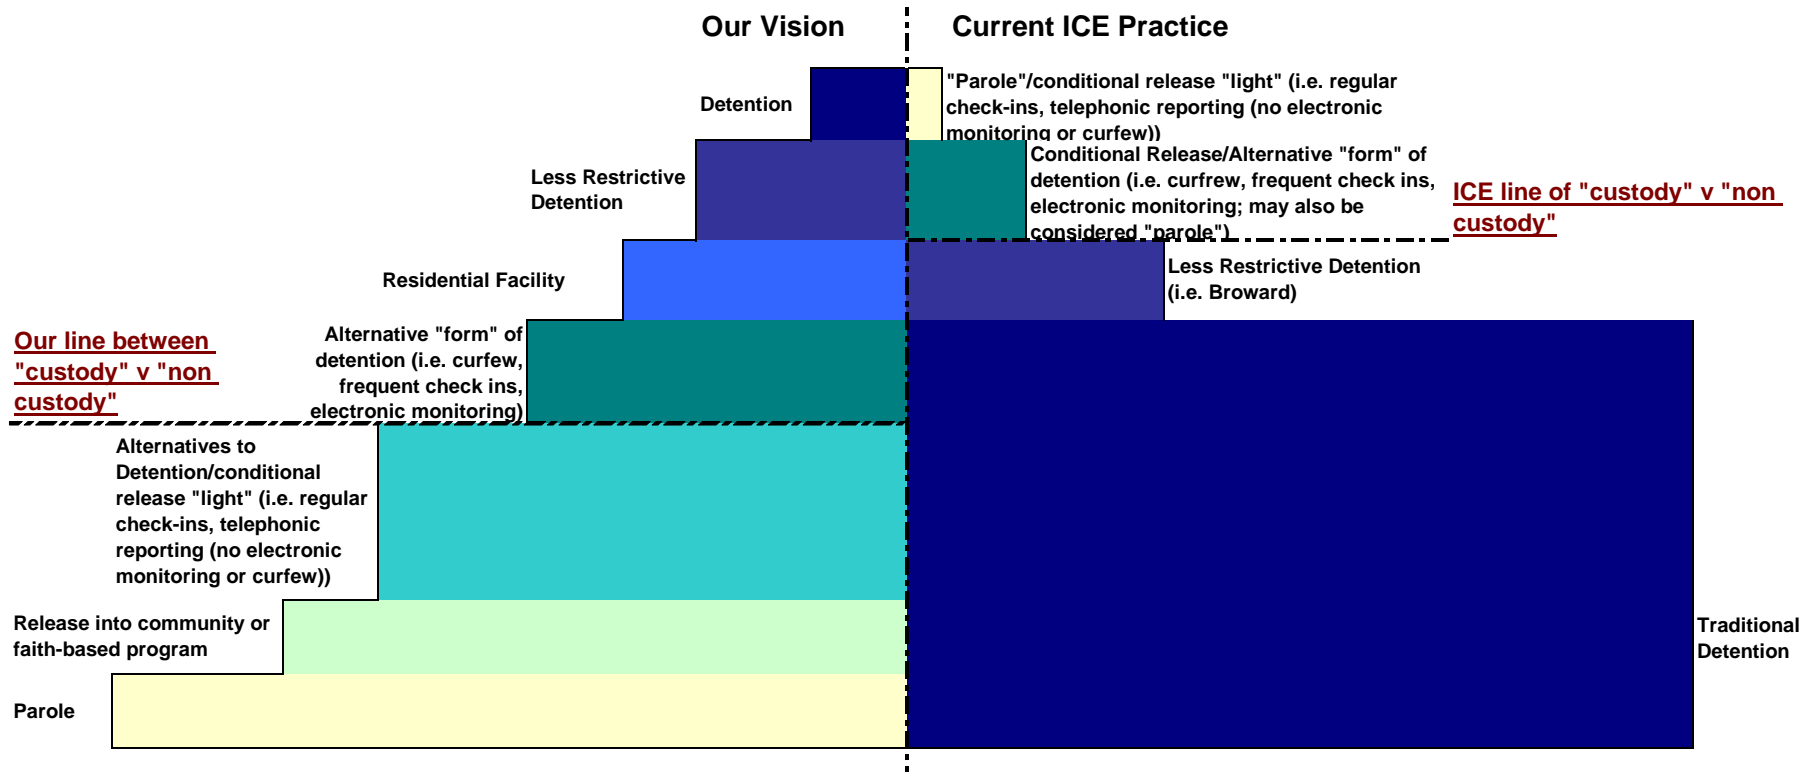 Our Vision
Current ICE Practice
Detention
"Parole"/conditional release "light" (i.e. regular
check-ins, telephonic reporting (no electronic
monitoring or curfew))
Less Restrictive
Detention
Conditional Release/Alternative "form" of
detention (i.e. curfrew, frequent check ins,
electronic monitoring; may also be
considered "parole")
ICE line of "custody" v "non
custody"
Residential Facility
Less Restrictive Detention
(i.e. Broward)
Our line between
"custody" v "non
custody"
Alternative "form" of
detention (i.e. curfew,
frequent check ins,
electronic monitoring)
Alternatives to
Detention/conditional
release "light" (i.e. regular
check-ins, telephonic
reporting (no electronic
monitoring or curfew))
Release into community or
faith-based program
Traditional
Detention
Parole